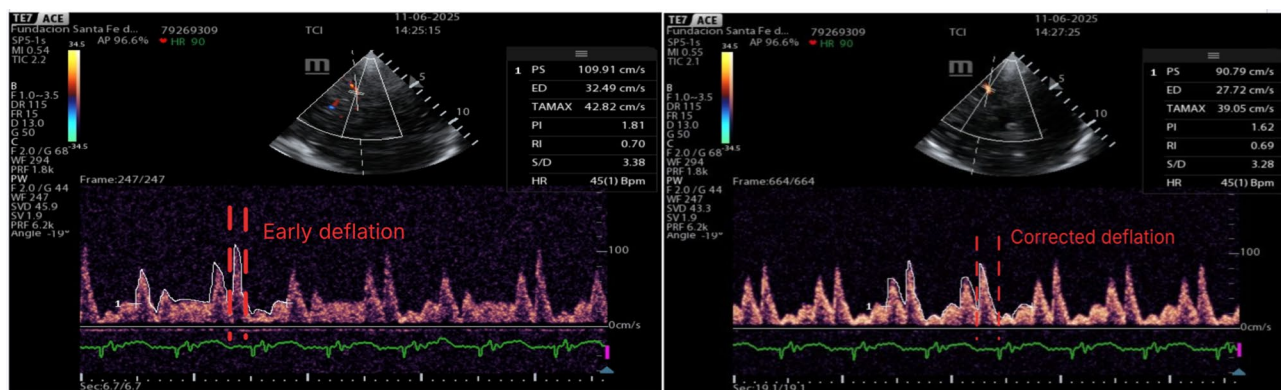 TE7 ACE
11-06-2025
Fundacion Santa Fe d... 79269309 TCI 14:25:15
SP5-1s AP 96.6% HR 90
MI 0.54
TIC 2.2
34.5
B
F 1.0~3.5
DR 115
FR 15
D 13.0
G 50
C
-34.5
F 2.0 / G 68
WF 294
PRF 1.8k
PW
F 2.0 / G 44
WF 247
SVD 45.9
SV 1.9
PRF 6.2k
Angle -19°
m
5
10
1 PS 109.91 cm/s
ED 32.49 cm/s
TAMAX 42.82 cm/s
PI 1.81
RI 0.70
S/D 3.38
HR 45(1) Bpm
Frame:247/247
Early deflation
100
1
0cm/s
Sec:6.7/6.7
TE7 ACE
11-06-2025
Fundacion Santa Fe d... 79269309 TCI 14:27:25
SP5-1s AP 96.6% HR 90
MI 0.55
TIC 2.1
34.5
B
F 1.0~3.5
DR 115
FR 15
D 13.0
G 50
C
-34.5
F 2.0 / G 68
WF 294
PRF 1.8k
PW
F 2.0 / G 44
WF 247
SVD 43.3
SV 1.9
PRF 6.2k
Angle -19°
m
5
10
1 PS 90.79 cm/s
ED 27.72 cm/s
TAMAX 39.05 cm/s
PI 1.62
RI 0.69
S/D 3.28
HR 45(1) Bpm
Frame:664/664
Corrected deflation
100
1
0cm/s
Sec:19.1/19.1